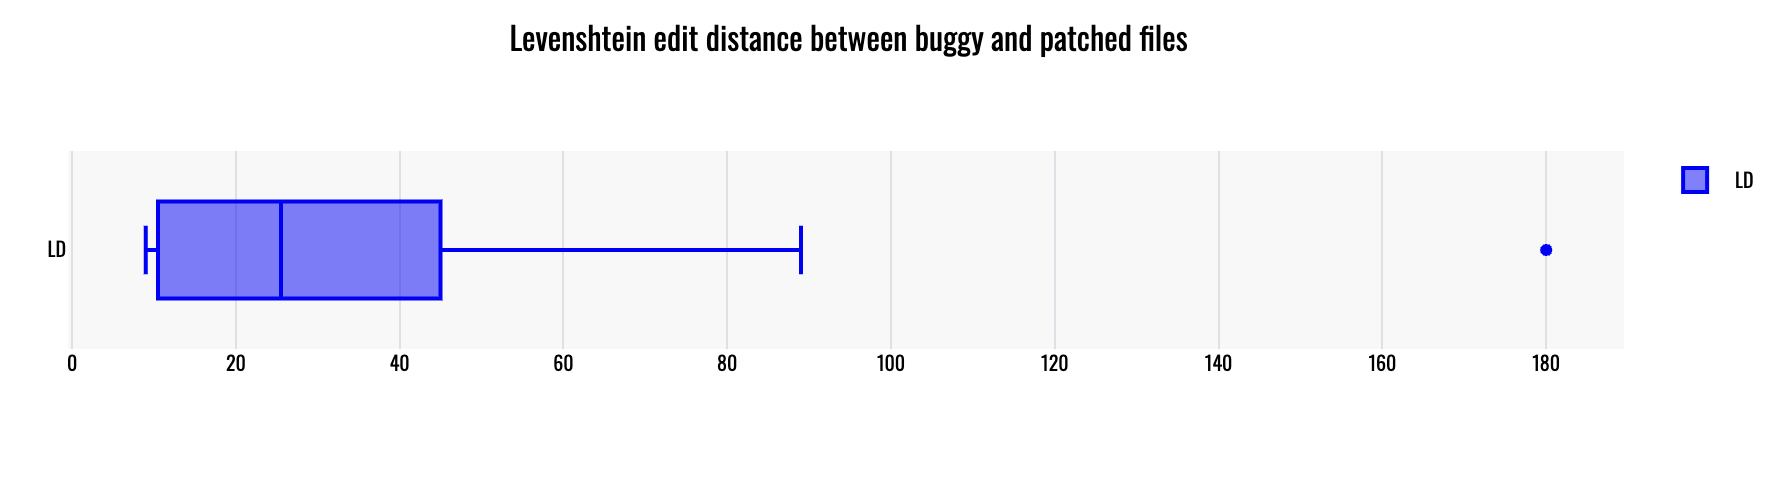 Levenshtein edit distance between buggy and patched files
LD
LD
0 20 40 60 80 100 120 140 160 180